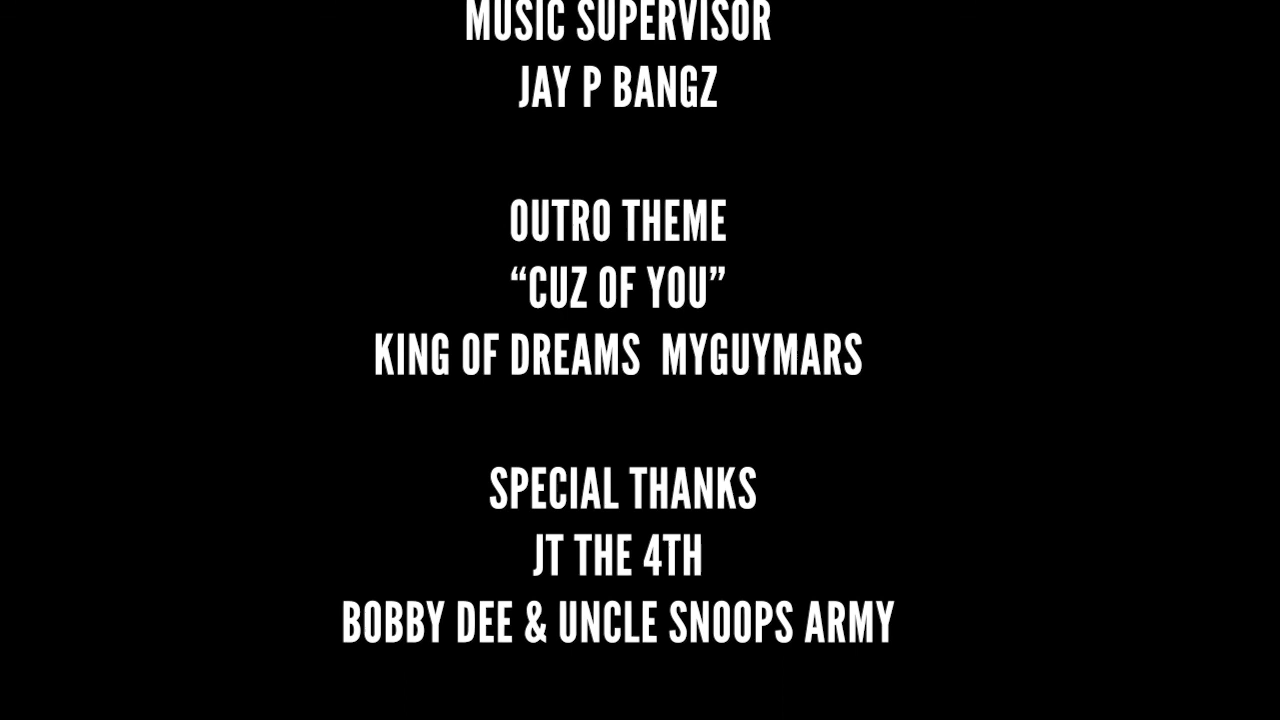 MUSIC SUPERVISOR
JAY P BANGZ
OUTRO THEME
“CUZ OF YOU”
KING OF DREAMS  MYGUYMARS
SPECIAL THANKS
JT THE 4TH
BOBBY DEE & UNCLE SNOOPS ARMY